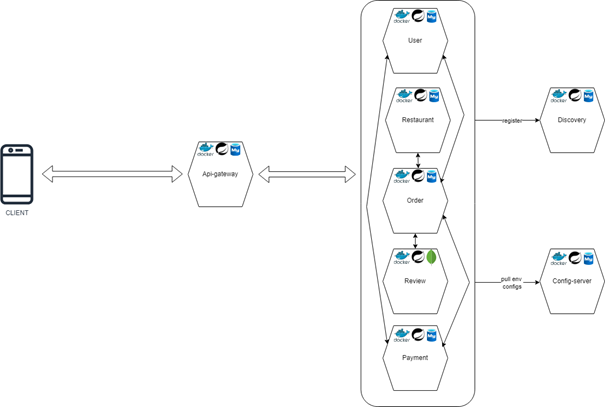 docker
User
docker
Restaurant
docker
Order
docker
Review
docker
Payment
docker
Api-gateway
CLIENT
register
docker
Discovery
pull env
configs
docker
Config-server